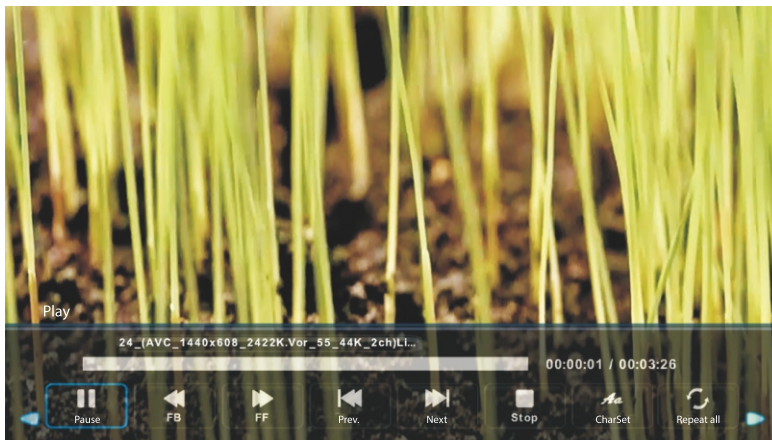 Play
24_(AVC_1440x608_2422K.Vor_55_44K_2ch)Li...
00:00:01 / 00:03:26
Pause
FB
FF
Prev.
Next
Stop
Aa
CharSet
Repeat all